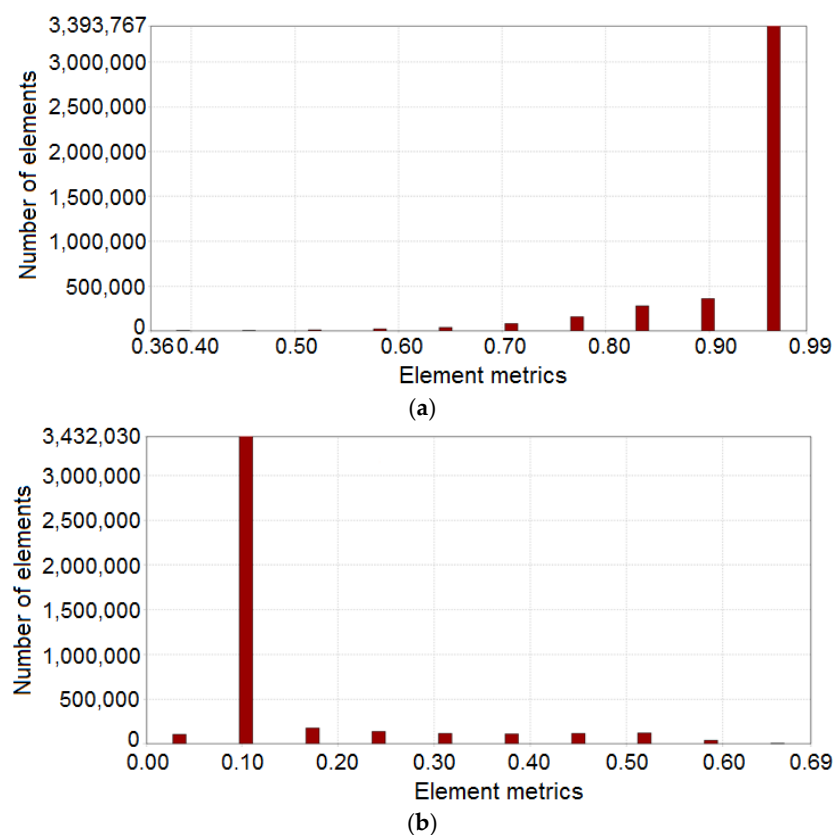 3,393,767
3,000,000
2,500,000
2,000,000
1,500,000
1,000,000
500,000
0
Number of elements
0.36 0.40 0.50 0.60 0.70 0.80 0.90 0.99
Element metrics
(a)
3,432,030
3,000,000
2,500,000
2,000,000
1,500,000
1,000,000
500,000
0
Number of elements
0.00 0.10 0.20 0.30 0.40 0.50 0.60 0.69
Element metrics
(b)